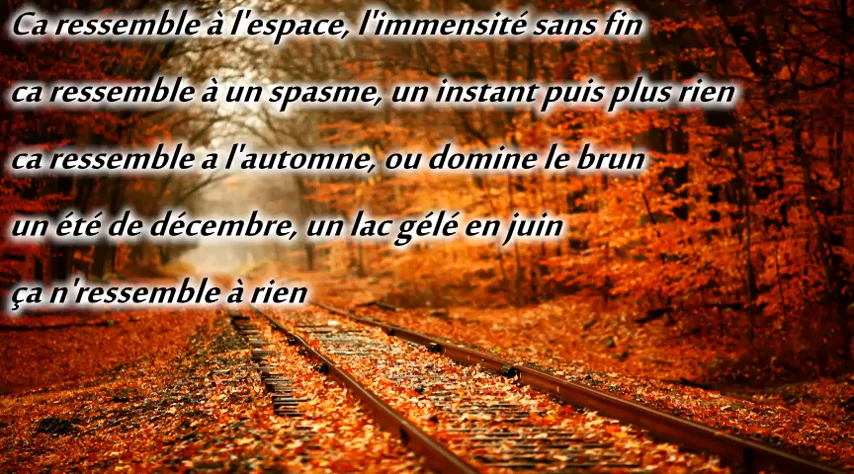 Ca ressemble à l'espace, l'immensité sans fin
ca ressemble à un spasme, un instant puis plus rien
ca ressemble a l'automne, ou domine le brun
un été de décembre, un lac gélé en juin
ça n'ressemble à rien